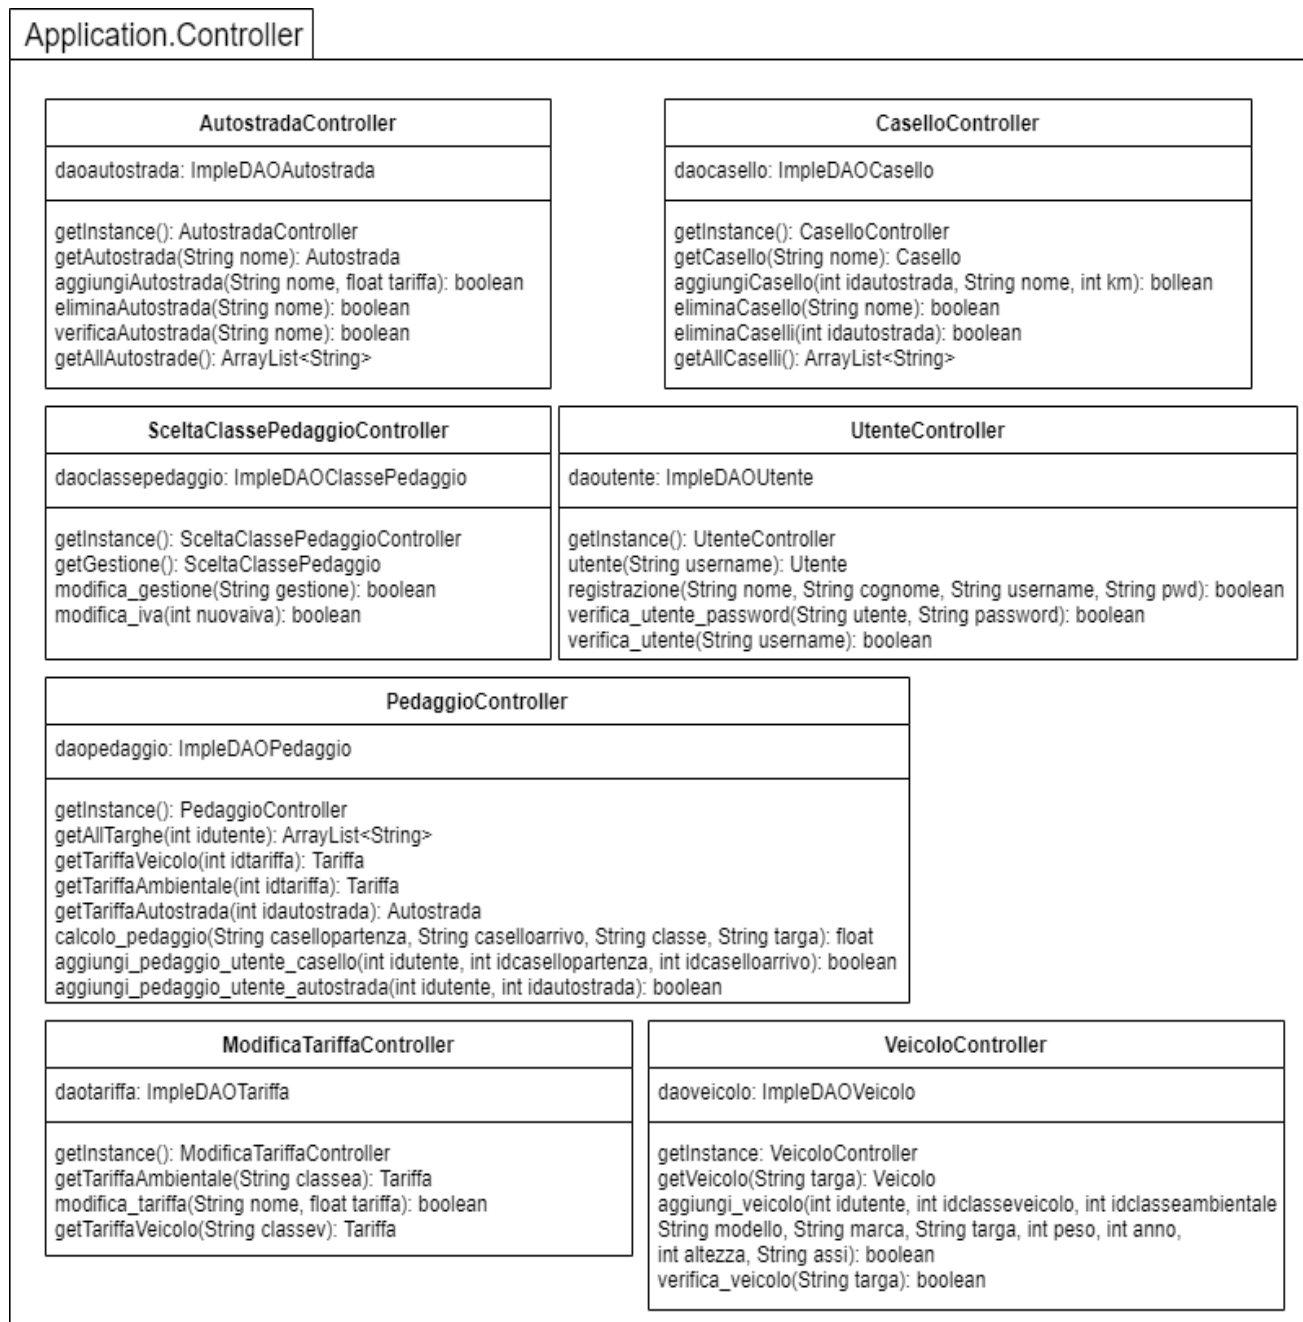 Application.Controller
AutostradaController
daoautostrada: ImpleDAOAutostrada
getInstance(): AutostradaController
getAutostrada(String nome): Autostrada
aggiungiAutostrada(String nome, float tariffa): boolean
eliminaAutostrada(String nome): boolean
verificaAutostrada(String nome): boolean
getAllAutostrade(): ArrayList<String>
CaselloController
daocasello: ImpleDAOCasello
getInstance(): CaselloController
getCasello(String nome): Casello
aggiungiCasello(int idautostrada, String nome, int km): bollean
eliminaCasello(String nome): boolean
eliminaCaselli(int idautostrada): boolean
getAllCaselli(): ArrayList<String>
SceltaClassePedaggioController
daoclassepedaggio: ImpleDAOClassePedaggio
getInstance(): SceltaClassePedaggioController
getGestione(): SceltaClassePedaggio
modifica_gestione(String gestione): boolean
modifica_iva(int nuovaiva): boolean
UtenteController
daoutente: ImpleDAOUtente
getInstance(): UtenteController
utente(String username): Utente
registrazione(String nome, String cognome, String username, String pwd): boolean
verifica_utente_password(String utente, String password): boolean
verifica_utente(String username): boolean
PedaggioController
daopedaggio: ImpleDAOPedaggio
getInstance(): PedaggioController
getAllTarghe(int idutente): ArrayList<String>
getTariffaVeicolo(int idtariffa): Tariffa
getTariffaAmbientale(int idtariffa): Tariffa
getTariffaAutostrada(int idautostrada): Autostrada
calcolo_pedaggio(String casellopartenza, String caselloarrivo, String classe, String targa): float
aggiungi_pedaggio_utente_casello(int idutente, int idcasellopartenza, int idcaselloarrivo): boolean
aggiungi_pedaggio_utente_autostrada(int idutente, int idautostrada): boolean
ModificaTariffaController
daotariffa: ImpleDAOTariffa
getInstance(): ModificaTariffaController
getTariffaAmbientale(String classea): Tariffa
modifica_tariffa(String nome, float tariffa): boolean
getTariffaVeicolo(String classev): Tariffa
VeicoloController
daoveicolo: ImpleDAOVeicolo
getInstance: VeicoloController
getVeicolo(String targa): Veicolo
aggiungi_veicolo(int idutente, int idclasseveicolo, int idclasseambientale
String modello, String marca, String targa, int peso, int anno,
int altezza, String assi): boolean
verifica_veicolo(String targa): boolean